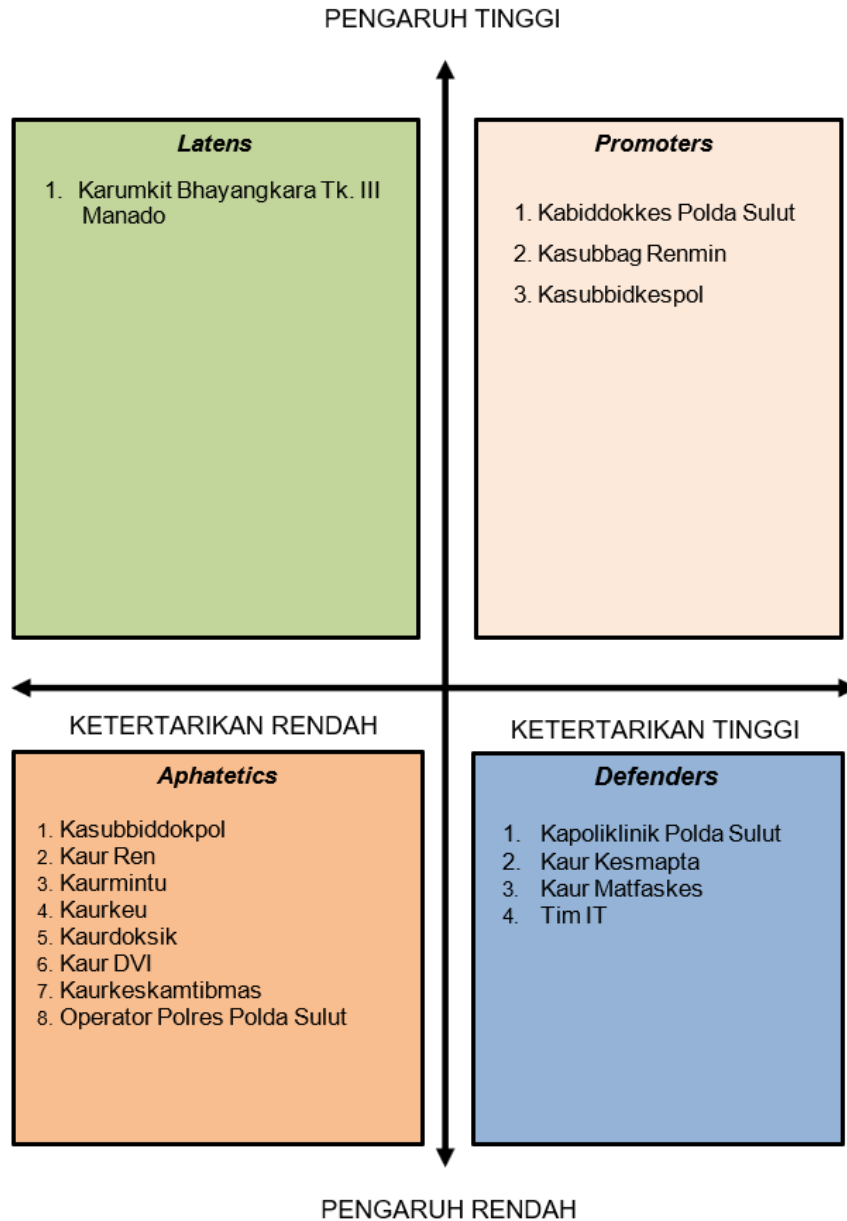 PENGARUH TINGGI
Latens
1. Karumkit Bhayangkara Tk. III
Manado
Promoters
1. Kabiddokkes Polda Sulut
2. Kasubbag Renmin
3. Kasubbidkespol
KETERTARIKAN RENDAH
KETERTARIKAN TINGGI
Aphatetics
1. Kasubbiddokpol
2. Kaur Ren
3. Kaurmintu
4. Kaurkeu
5. Kaurdoksik
6. Kaur DVI
7. Kaurkeskamtibmas
8. Operator Polres Polda Sulut
Defenders
1. Kapoliklinik Polda Sulut
2. Kaur Kesmapta
3. Kaur Matfaskes
4. Tim IT
PENGARUH RENDAH